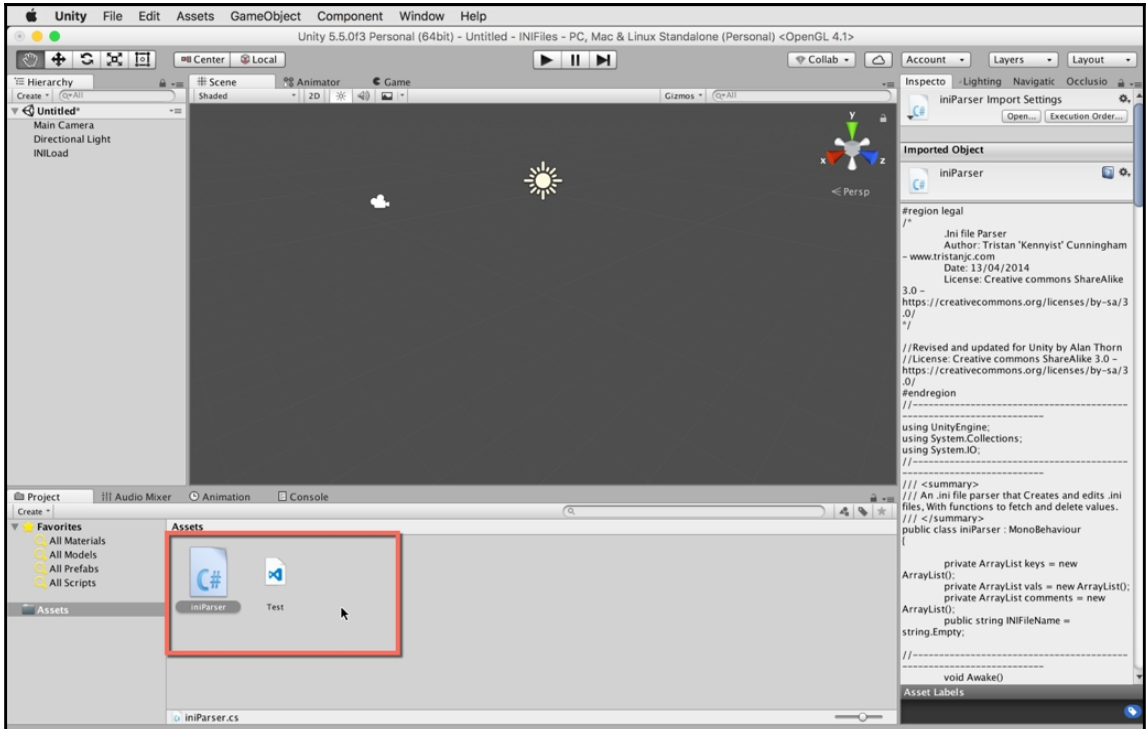 Unity File Edit Assets GameObject Component Window Help
Unity 5.5.0f3 Personal (64bit) - Untitled - INIFiles - PC, Mac & Linux Standalone (Personal) <OpenGL 4.1>
Center Local Collab Account Layers Layout
Hierarchy
Create Q▾All
Untitled*
Main Camera
Directional Light
INILoad
Scene Animator Game
Shaded 2D Gizmos Q▾All
y
x z
Persp
Inspecto Lighting Navigatic Occlusio
iniParser Import Settings
Open... Execution Order...
Imported Object
iniParser
C#
#region legal
/*
.Ini file Parser
Author: Tristan 'Kennyist' Cunningham
- www.tristanjc.com
Date: 13/04/2014
License: Creative commons ShareAlike
3.0 -
https://creativecommons.org/licenses/by-sa/3
.0/
*/
//Revised and updated for Unity by Alan Thorn
//License: Creative commons ShareAlike 3.0 -
https://creativecommons.org/licenses/by-sa/3
.0/
#endregion
//----------------------------------------------
------------------------------
using UnityEngine;
using System.Collections;
using System.IO;
//----------------------------------------------
------------------------------
/// <summary>
/// An .ini file parser that Creates and edits .ini
files, With functions to fetch and delete values.
/// </summary>
public class iniParser : MonoBehaviour
{
private ArrayList keys = new
ArrayList();
private ArrayList vals = new ArrayList();
private ArrayList comments = new
ArrayList();
public string INIFileName =
string.Empty;
//----------------------------------------------
------------------------------
void Awake()
Asset Labels
Project Audio Mixer Animation Console
Create
Favorites
All Materials
All Models
All Prefabs
All Scripts
Assets
Assets
C#
iniParser Test
iniParser.cs